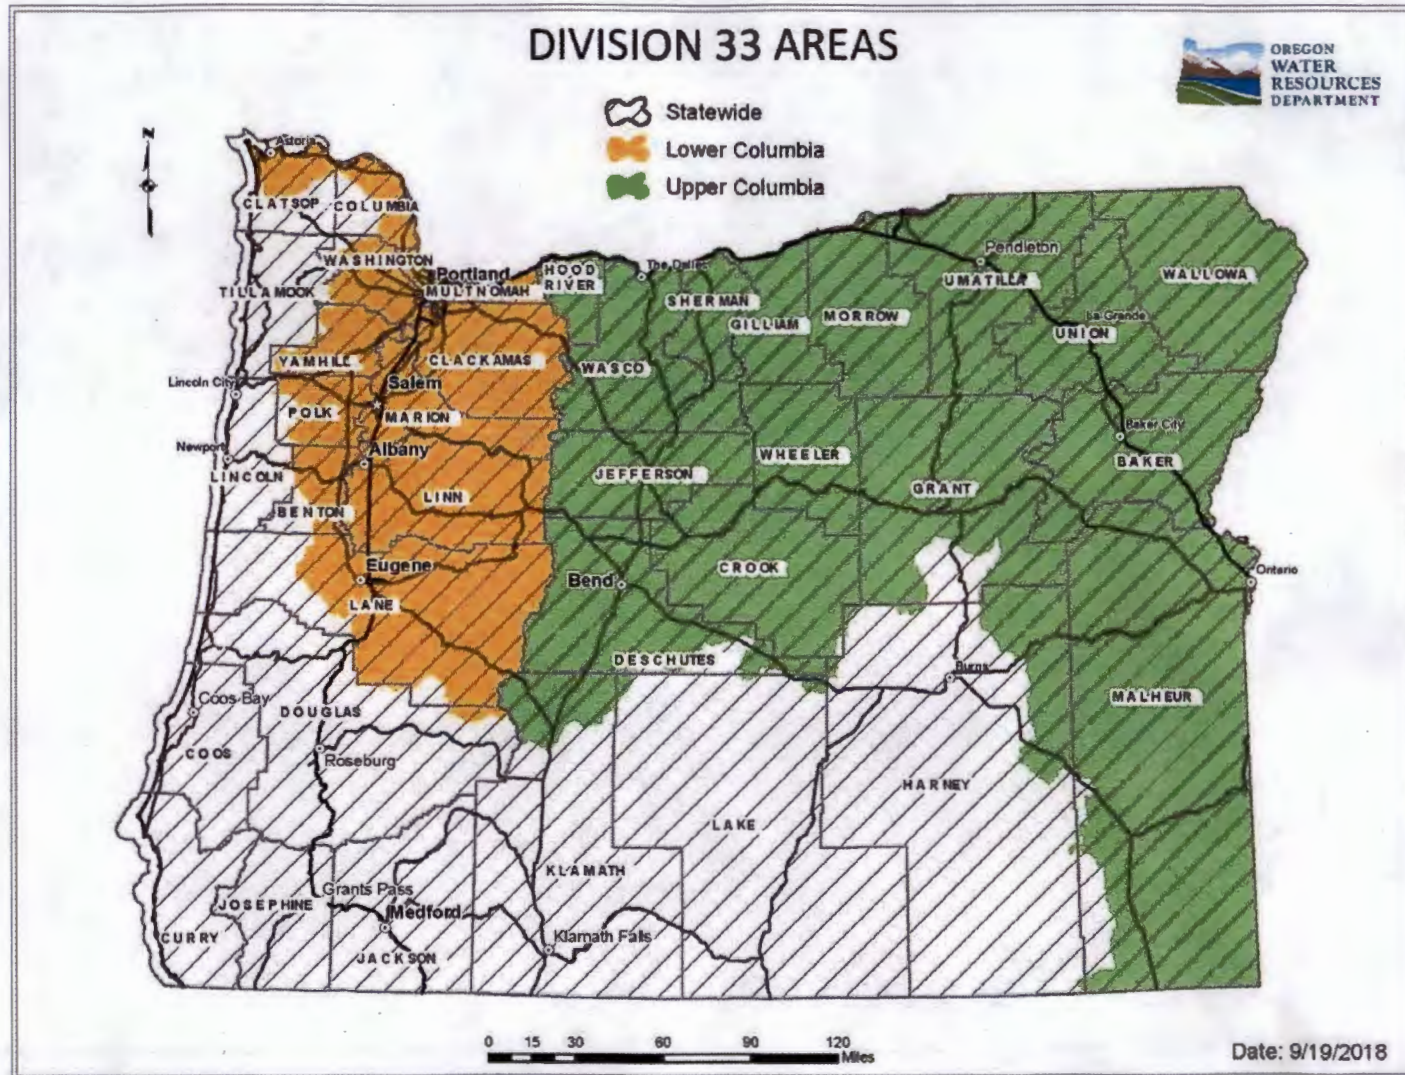 DIVISION 33 AREAS
OREGON
WATER
RESOURCES
DEPARTMENT
Statewide
Lower Columbia
Upper Columbia
N
Astoria
CLATSOP
COLUMBIA
WASHINGTON
Portland
MULTNOMAH
HOOD
RIVER
The Dalles
Pendleton
UMATILLA
WALLOWA
TILLAMOOK
SHERMAN
GILLIAM
MORROW
La Grande
UNION
YAMHILL
CLACKAMAS
WASCO
Lincoln City
Salem
POLK
MARION
Newport
Albany
LINCOLN
LINN
BENTON
JEFFERSON
WHEELER
GRANT
Baker City
BAKER
Eugene
LANE
Bend
CROOK
Ontario
DESCHUTES
Burns
MALHEUR
Coos Bay
DOUGLAS
COOS
Roseburg
HARNEY
LAKE
KLAMATH
Grants Pass
JOSEPHINE
Medford
CURRY
JACKSON
Klamath Falls
0 15 30 60 90 120
Miles
Date: 9/19/2018